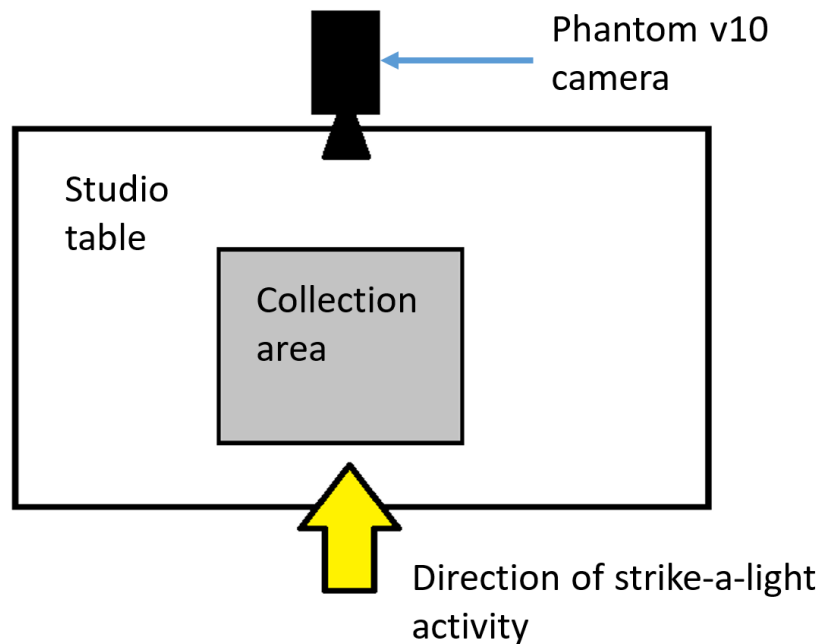 Phantom v10
camera
Studio
table
Collection
area
Direction of strike-a-light
activity